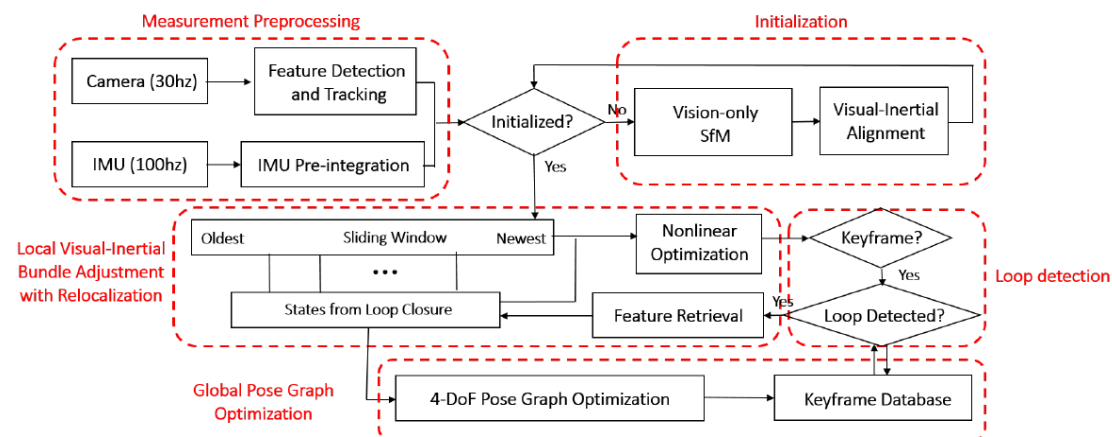 Measurement Preprocessing
Initialization
Camera (30hz)
Feature Detection
and Tracking
IMU (100hz)
IMU Pre-integration
Initialized?
No
Yes
Vision-only
SfM
Visual-Inertial
Alignment
Local Visual-Inertial
Bundle Adjustment
with Relocalization
Oldest
Sliding Window
Newest
•••
States from Loop Closure
Nonlinear
Optimization
Feature Retrieval
Keyframe?
Yes
Loop Detected?
Yes
Loop detection
Global Pose Graph
Optimization
4-DoF Pose Graph Optimization
Keyframe Database